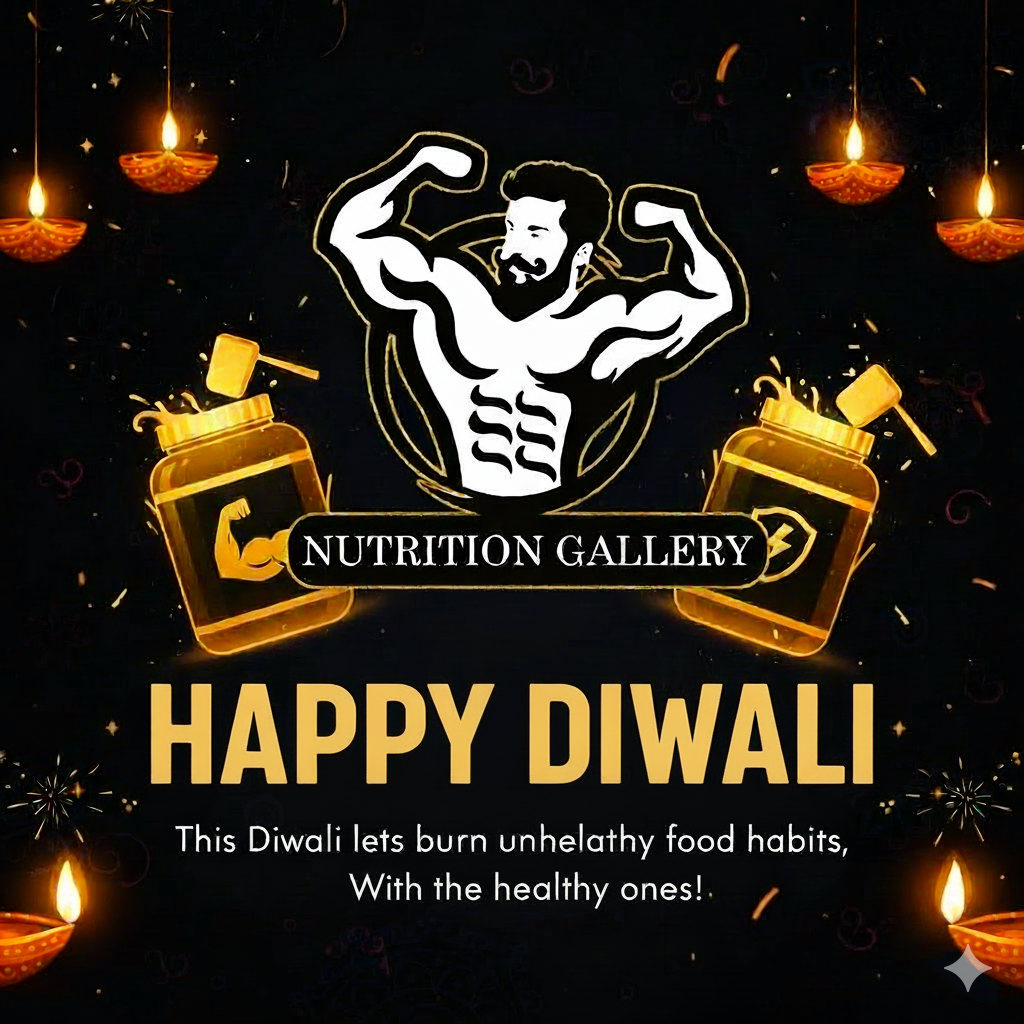 NUTRITION GALLERY
HAPPY DIWALI
This Diwali lets burn unhelathy food habits,
With the healthy ones!